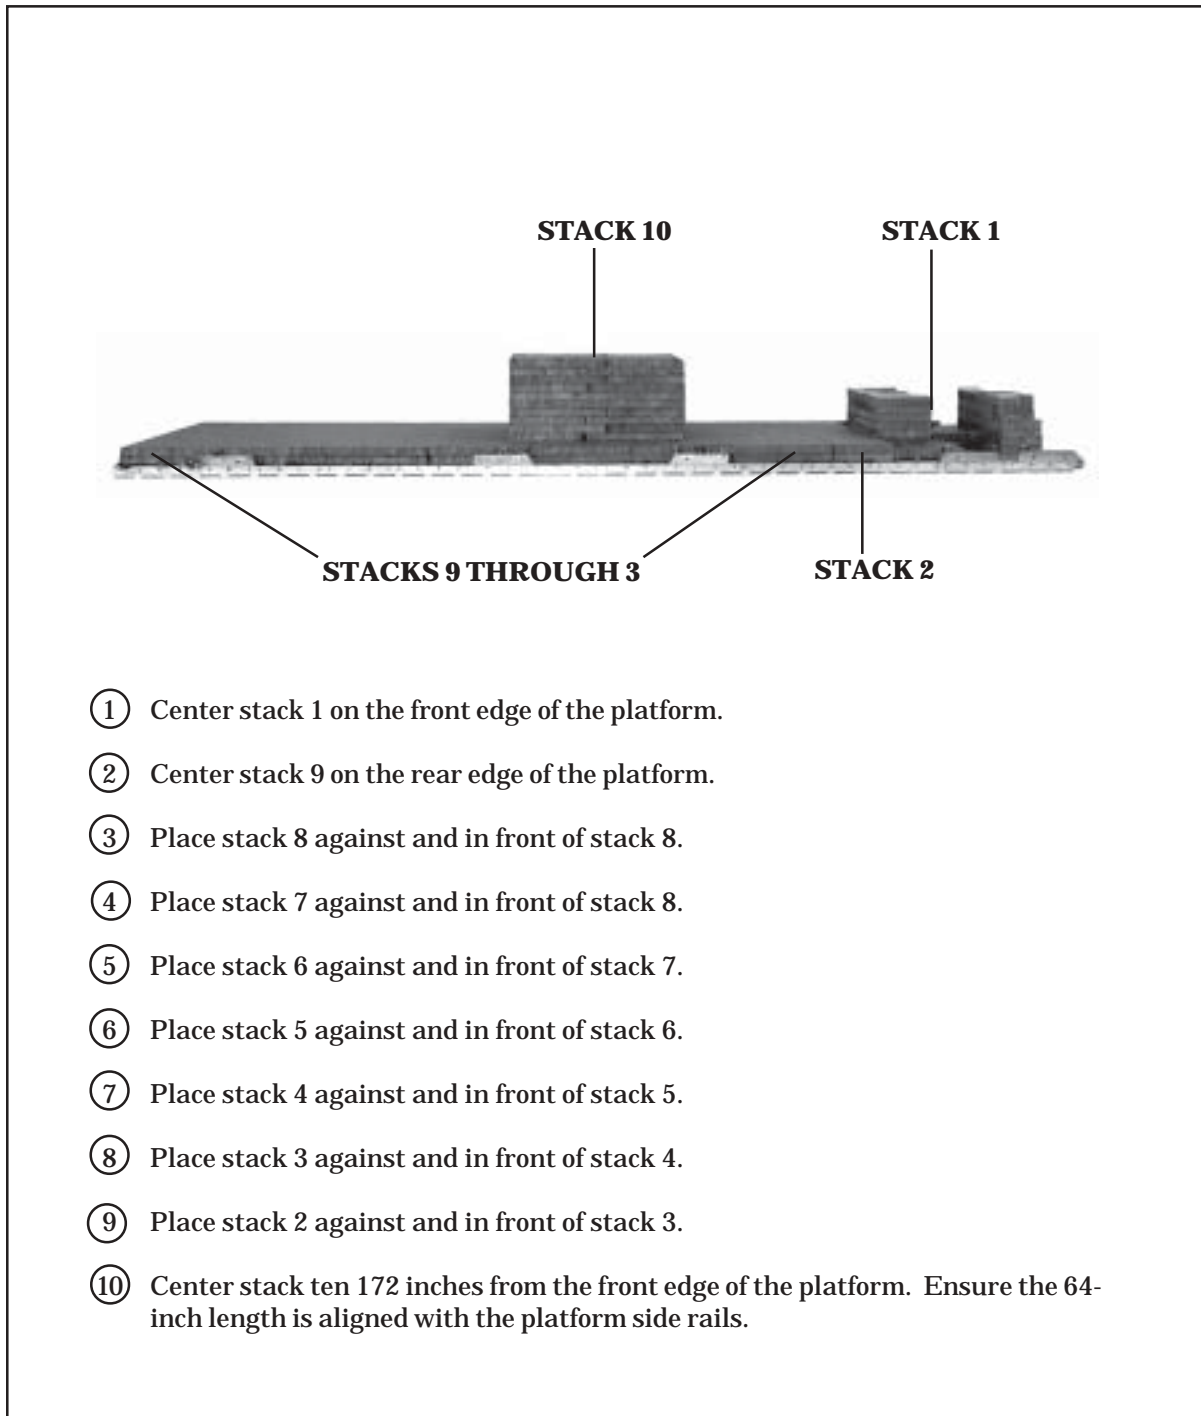 STACK 10 STACK 1
STACKS 9 THROUGH 3 STACK 2
1 Center stack 1 on the front edge of the platform.
2 Center stack 9 on the rear edge of the platform.
3 Place stack 8 against and in front of stack 8.
4 Place stack 7 against and in front of stack 8.
5 Place stack 6 against and in front of stack 7.
6 Place stack 5 against and in front of stack 6.
7 Place stack 4 against and in front of stack 5.
8 Place stack 3 against and in front of stack 4.
9 Place stack 2 against and in front of stack 3.
10 Center stack ten 172 inches from the front edge of the platform.  Ensure the 64-
inch length is aligned with the platform side rails.